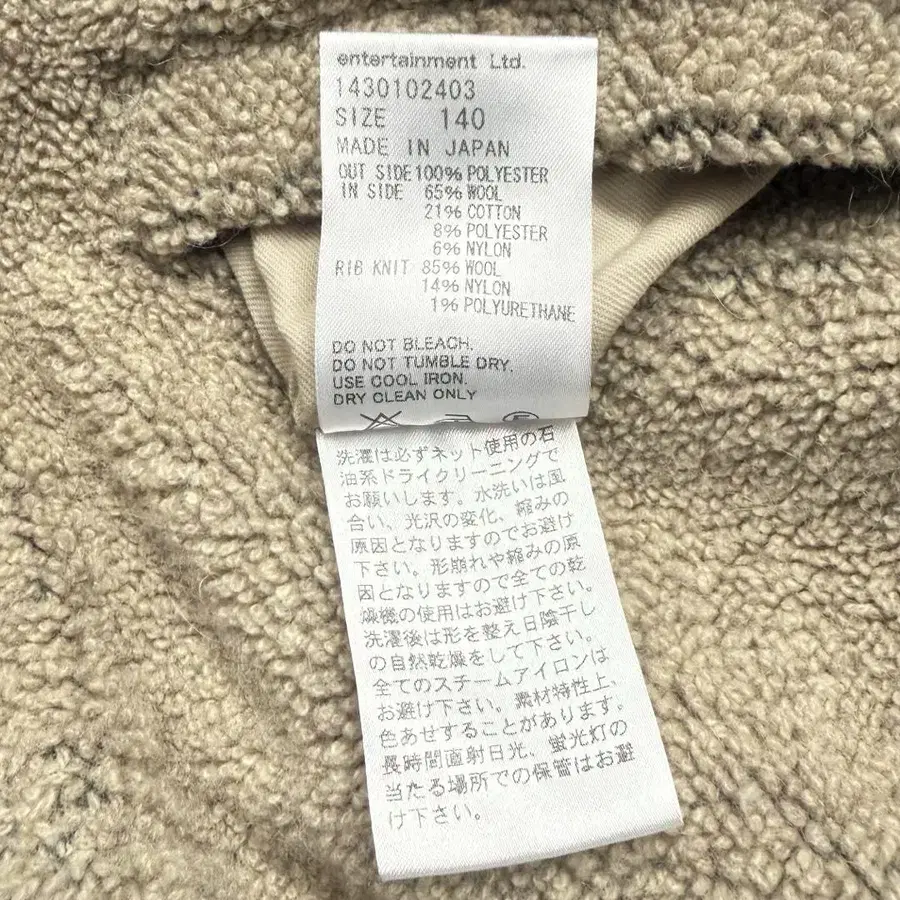 entertainment Ltd.
1430102403
SIZE 140
MADE IN JAPAN
OUT SIDE 100% POLYESTER
IN SIDE 65% WOOL
21% COTTON
8% POLYESTER
6% NYLON
RIB KNIT 85% WOOL
14% NYLON
1% POLYURETHANE
DO NOT BLEACH.
DO NOT TUMBLE DRY.
USE COOL IRON.
DRY CLEAN ONLY
洗濯は必ずネット使用の石
油系ドライクリーニングで
お願いします。水洗いは風
合い、光沢の変化、縮みの
原因となりますのでお避け
下さい。形崩れや縮みの原
因となりますので全ての乾
燥機の使用はお避け下さい。
洗濯後は形を整え日陰干し
の自然乾燥をして下さい。
全てのスチームアイロンは
お避け下さい。素材特性上、
色あせすることがあります。
長時間直射日光、蛍光灯の
当たる場所での保管はお避
け下さい。